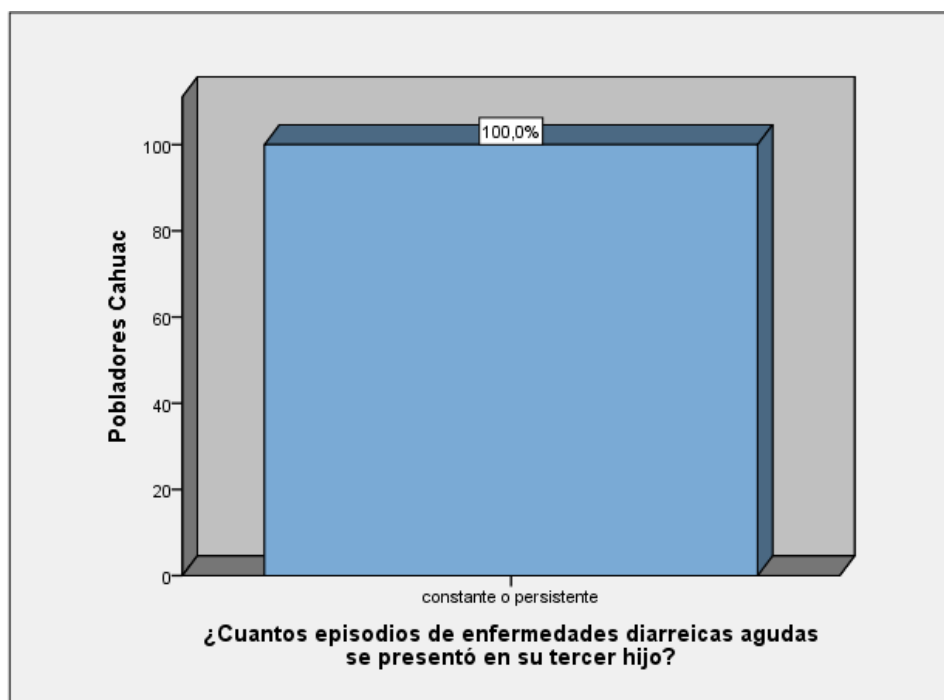 100,0%
100
80
60
40
20
0
Pobladores Cahuac
constante o persistente
¿Cuantos episodios de enfermedades diarreicas agudas
se presentó en su tercer hijo?